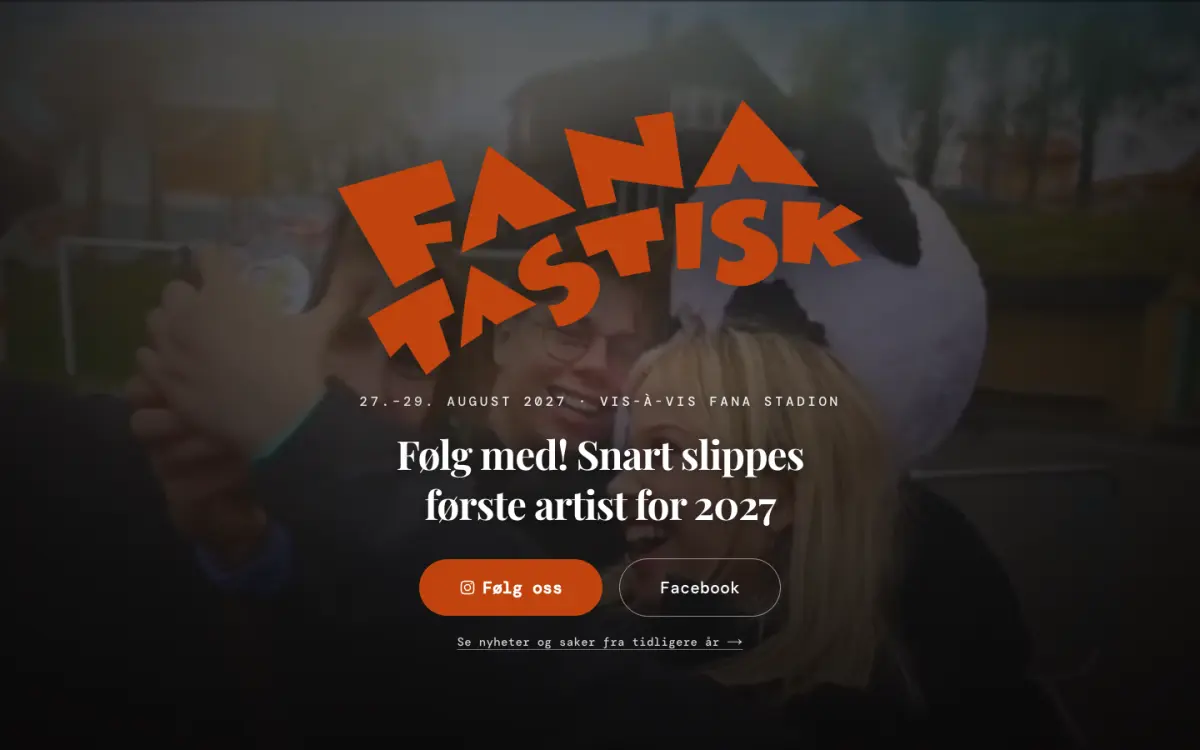 FANA
TASTISK
27.–29. AUGUST 2027 · VIS-À-VIS FANA STADION
Følg med! Snart slippes
første artist for 2027
Følg oss
Facebook
Se nyheter og saker fra tidligere år →